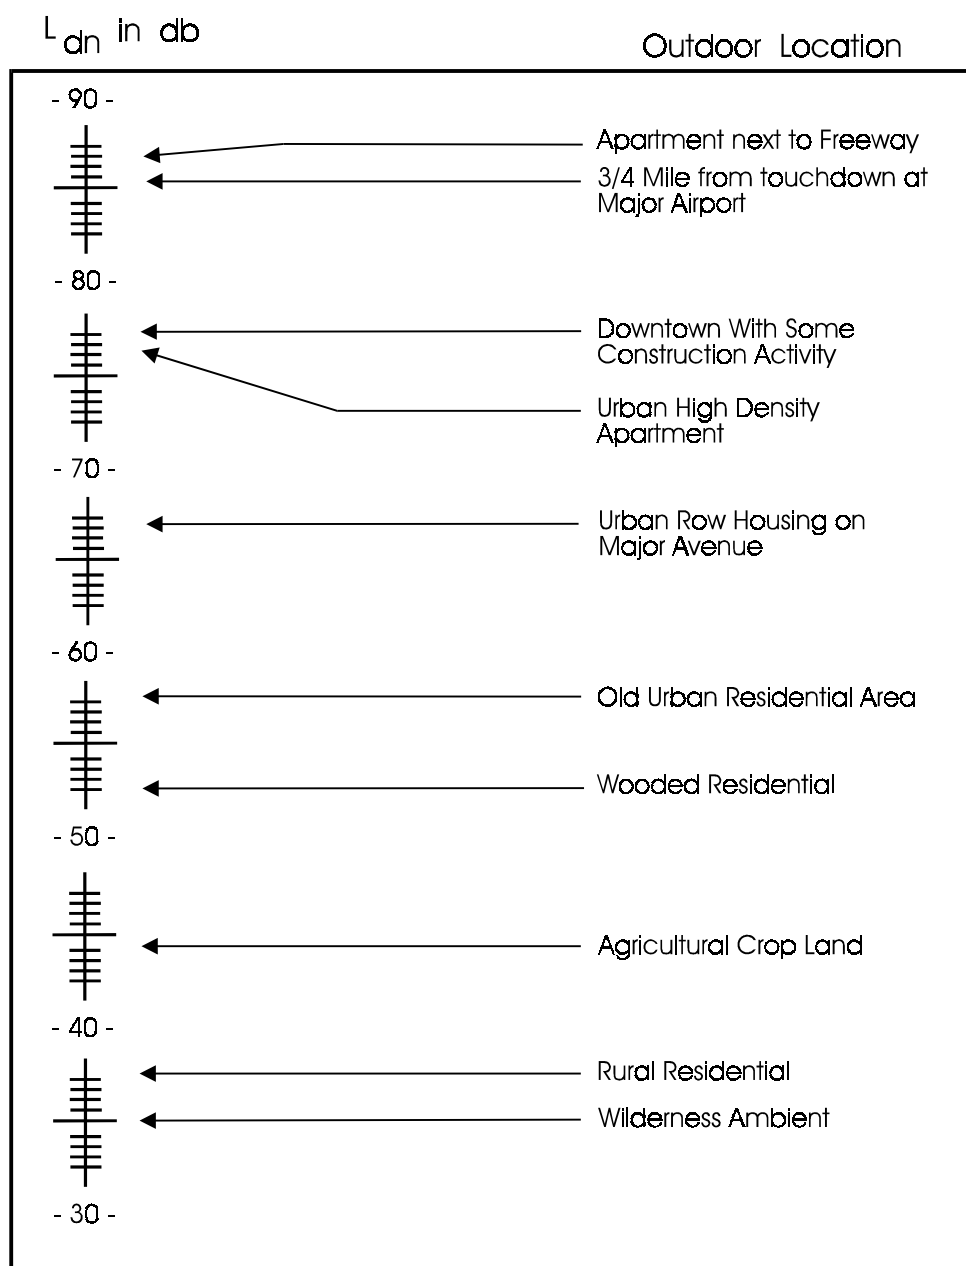 L dn in db
Outdoor Location
- 90 -
Apartment next to Freeway
3/4 Mile from touchdown at
Major Airport
- 80 -
Downtown With Some
Construction Activity
Urban High Density
Apartment
- 70 -
Urban Row Housing on
Major Avenue
- 60 -
Old Urban Residential Area
Wooded Residential
- 50 -
Agricultural Crop Land
- 40 -
Rural Residential
Wilderness Ambient
- 30 -